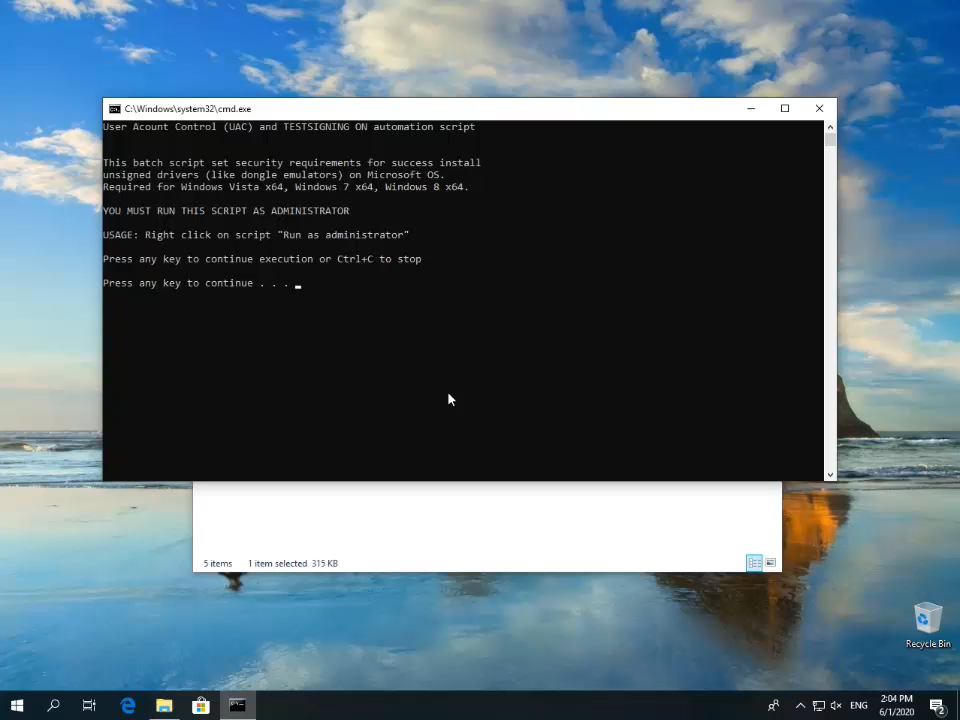 C:\Windows\system32\cmd.exe
User Acount Control (UAC) and TESTSIGNING ON automation script
This batch script set security requirements for success install
unsigned drivers (like dongle emulators) on Microsoft OS.
Required for Windows Vista x64, Windows 7 x64, Windows 8 x64.
YOU MUST RUN THIS SCRIPT AS ADMINISTRATOR
USAGE: Right click on script "Run as administrator"
Press any key to continue execution or Ctrl+C to stop
Press any key to continue . . .
5 items 1 item selected 315 KB
Recycle Bin
ENG
2:04 PM
6/1/2020
2